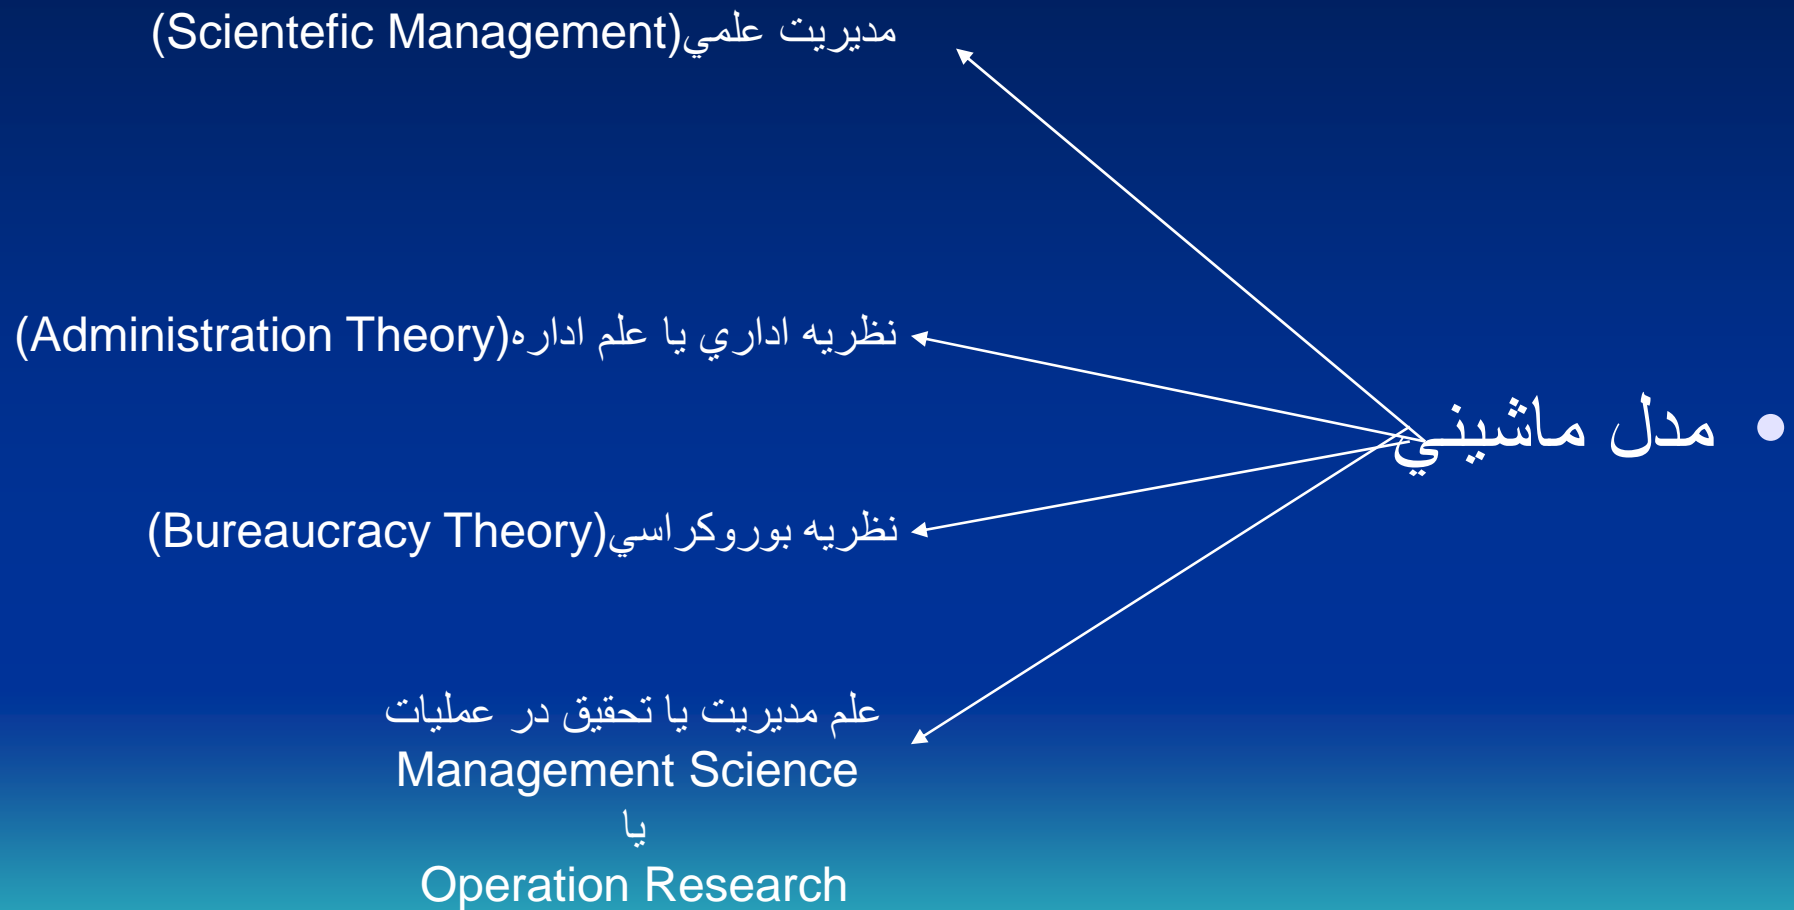 مديريت علمي(Scientefic Management)
نظريه اداري يا علم اداره(Administration Theory)
• مدل ماشيني
نظريه بوروكراسي(Bureaucracy Theory)
علم مديريت يا تحقيق در عمليات
Management Science
يا
Operation Research